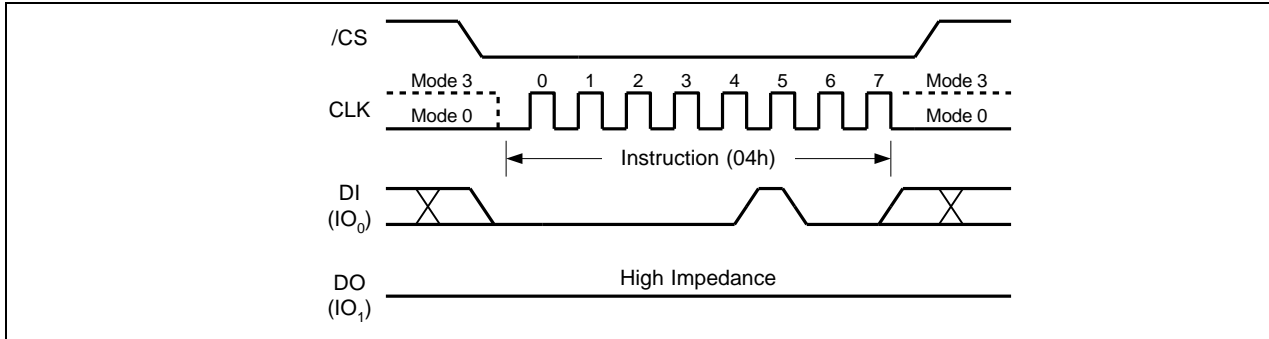 /CS
Mode 3 0 1 2 3 4 5 6 7 Mode 3
CLK
Mode 0 Mode 0
Instruction (04h)
DI
(IO₀)
High Impedance
DO
(IO₁)